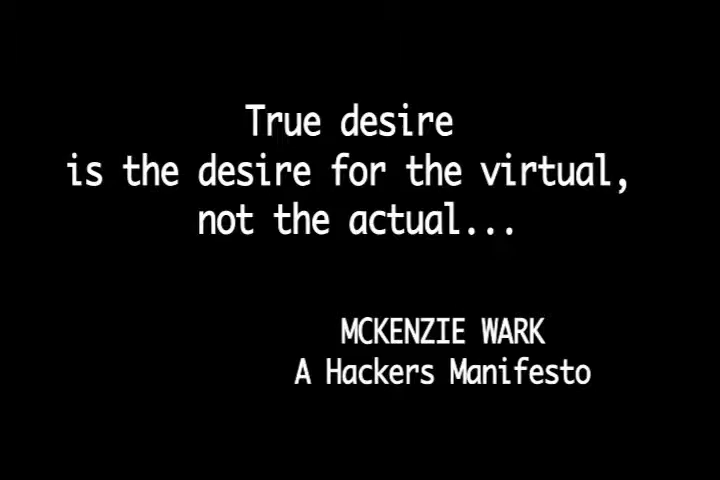 True desire
is the desire for the virtual,
not the actual...
MCKENZIE WARK
A Hackers Manifesto